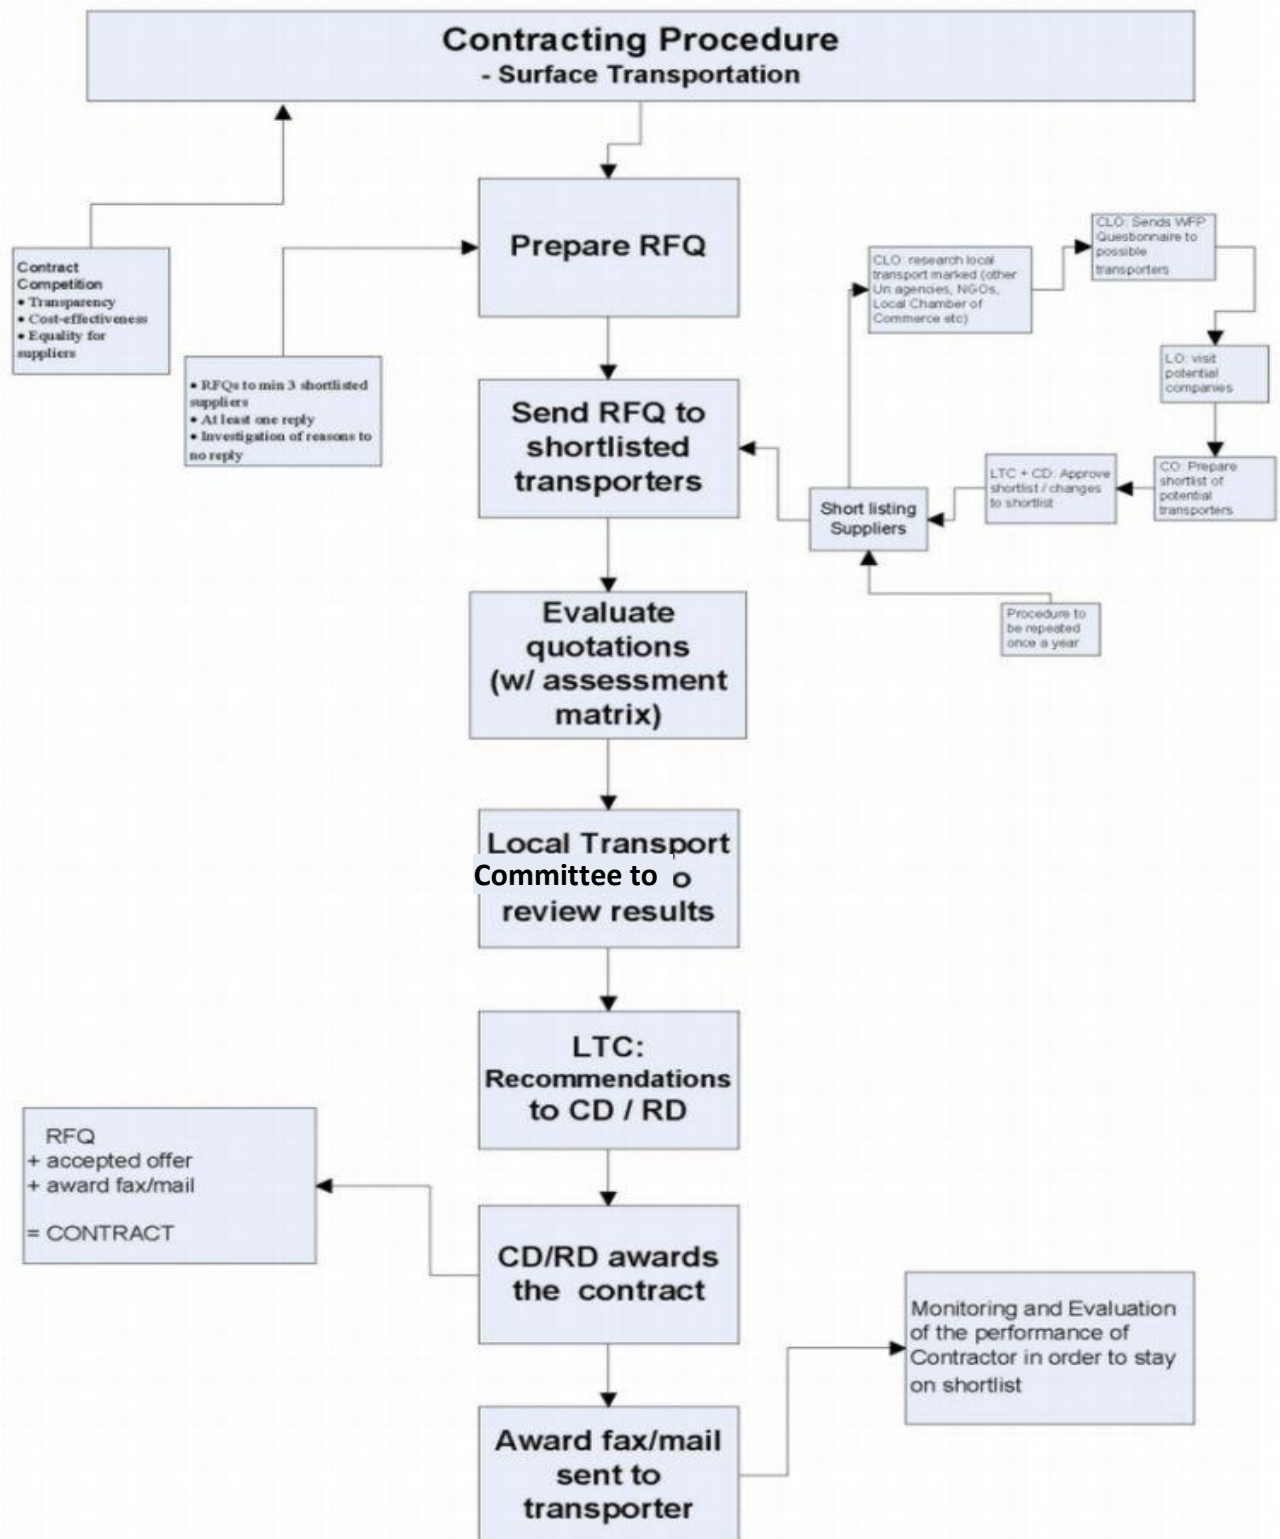 Contracting Procedure
- Surface Transportation
Prepare RFQ
Contract
Competition
• Transparency
• Cost-effectiveness
• Equality for
suppliers
• RFQs to min 3 shortlisted
suppliers
• At least one reply
• Investigation of reasons to
no reply
Send RFQ to
shortlisted
transporters
CLO: research local
transport marked (other
Un agencies, NGOs,
Local Chamber of
Commerce etc)
CLO: Sends WFP
Questionnaire to
possible
transporters
LO: visit
potential
companies
CO: Prepare
shortlist of
potential
transporters
LTC + CD: Approve
shortlist / changes
to shortlist
Short listing
Suppliers
Procedure to
be repeated
once a year
Evaluate
quotations
(w/ assessment
matrix)
Local Transport
Committee to o
review results
LTC:
Recommendations
to CD / RD
RFQ
+ accepted offer
+ award fax/mail
= CONTRACT
CD/RD awards
the contract
Monitoring and Evaluation
of the performance of
Contractor in order to stay
on shortlist
Award fax/mail
sent to
transporter